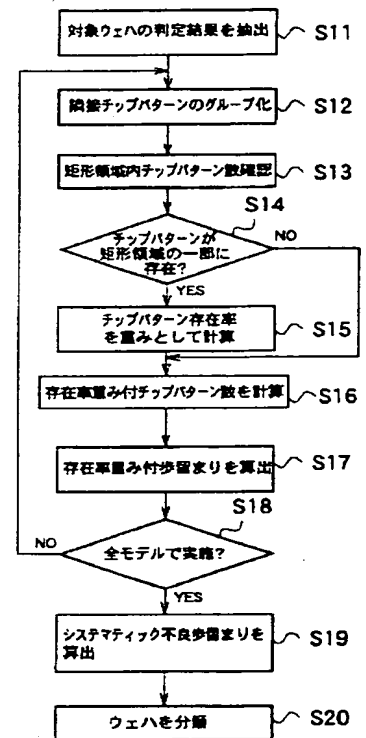 対象ウェハの判定結果を抽出
S11
隣接チップパターンのグループ化
S12
矩形領域内チップパターン数確認
S13
S14
チップパターンが
矩形領域の一部に
存在?
NO
YES
チップパターン存在率
を重みとして計算
S15
存在率重み付チップパターン数を計算
S16
存在率重み付歩留まりを算出
S17
S18
全モデルで実施?
NO
YES
システマティック不良歩留まりを
算出
S19
ウェハを分類
S20